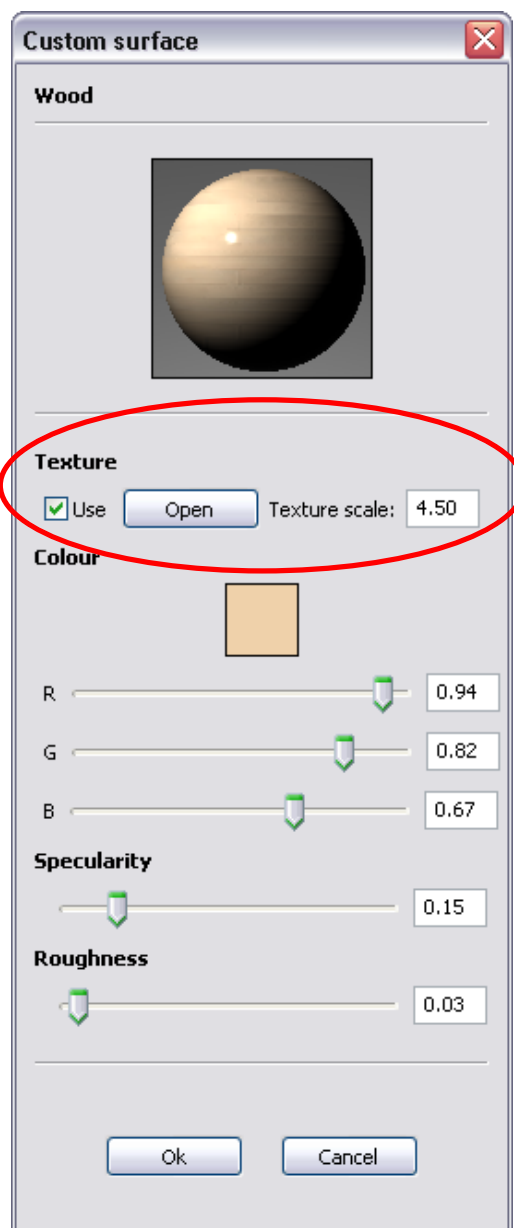 Custom surface
Wood
Texture
Use Open Texture scale: 4.50
Colour
R 0.94
G 0.82
B 0.67
Specularity
0.15
Roughness
0.03
Ok Cancel